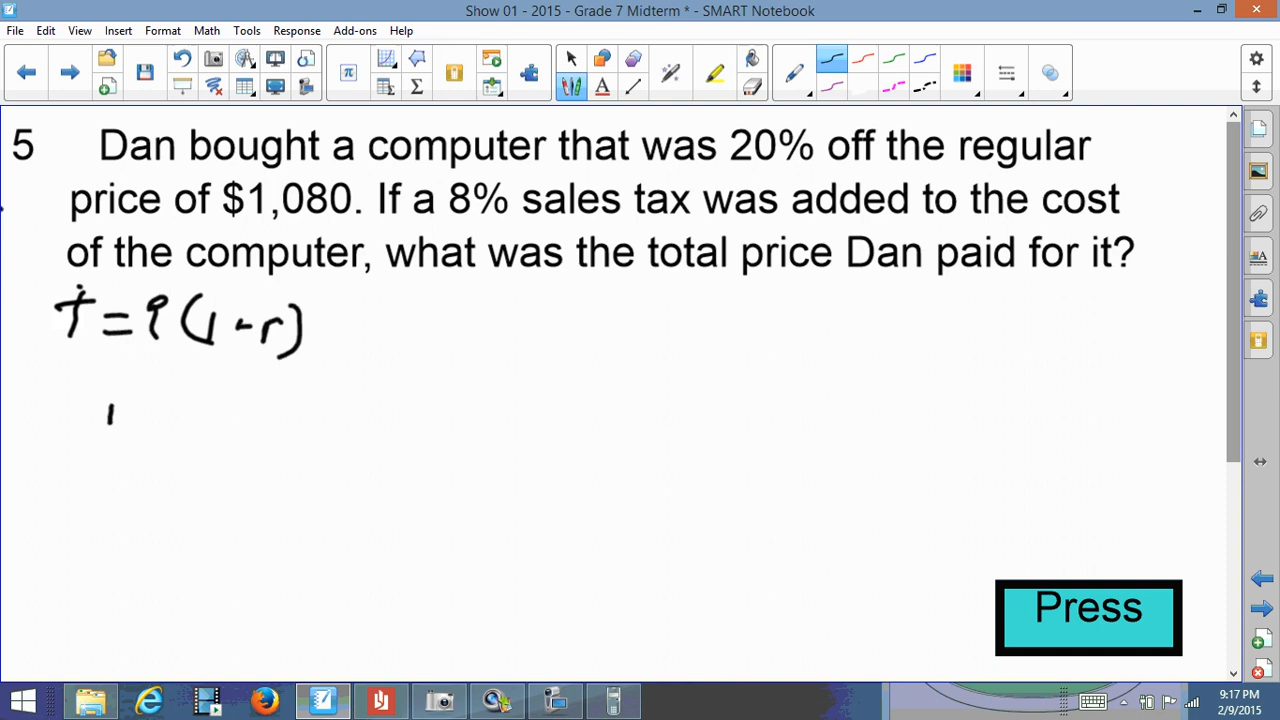 Show 01 - 2015 - Grade 7 Midterm * - SMART Notebook
File Edit View Insert Format Math Tools Response Add-ons Help
5 Dan bought a computer that was 20% off the regular
price of $1,080. If a 8% sales tax was added to the cost
of the computer, what was the total price Dan paid for it?
T = P (1 - r)
Press
9:17 PM
2/9/2015